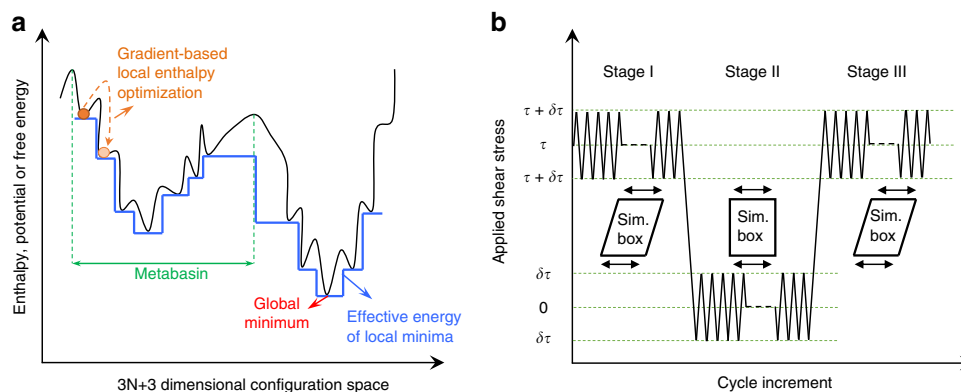 a
Enthalpy, potential or free energy
Gradient-based
local enthalpy
optimization
Metabasin
Global
minimum
Effective energy
of local minima
3N+3 dimensional configuration space
b
Applied shear stress
Stage I
Stage II
Stage III
τ + δτ
τ
τ + δτ
Sim.
box
Sim.
box
Sim.
box
δτ
0
δτ
Cycle increment